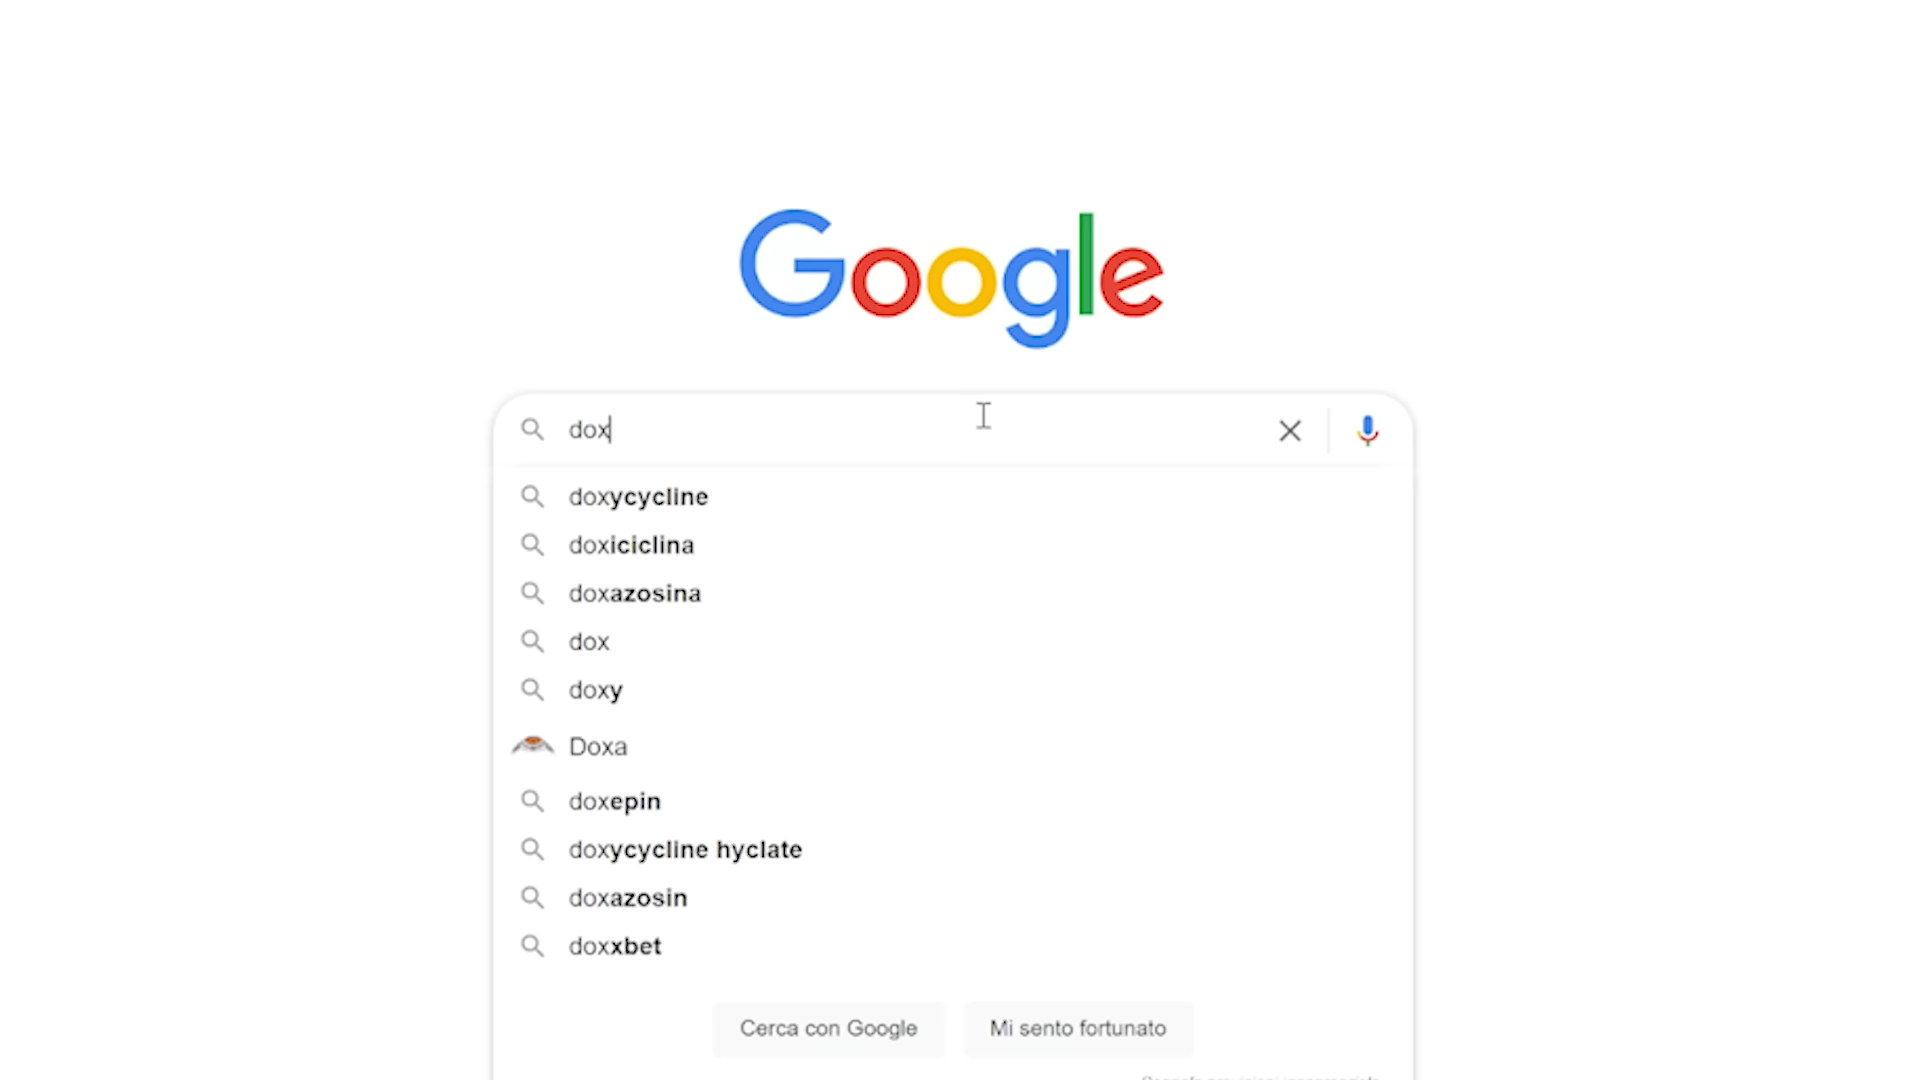 Google
dox
doxycycline
doxiciclina
doxazosina
dox
doxy
Doxa
doxepin
doxycycline hyclate
doxazosin
doxxbet
Cerca con Google
Mi sento fortunato